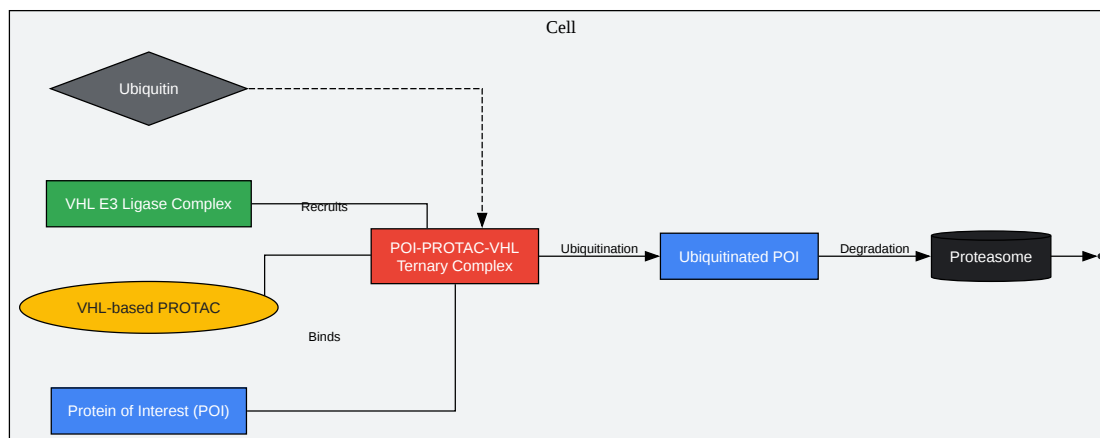 Cell
Ubiquitin
VHL E3 Ligase Complex
Recruits
POI-PROTAC-VHL
Ternary Complex
Ubiquitination
Ubiquitinated POI
Degradation
Proteasome
VHL-based PROTAC
Binds
Protein of Interest (POI)